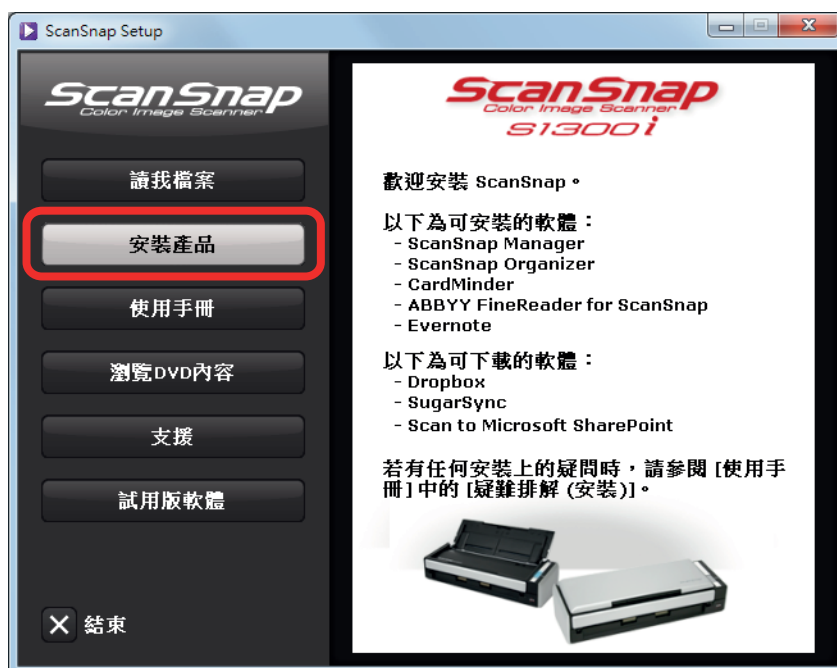 ScanSnap Setup
ScanSnap
Color Image Scanner
讀我檔案
安裝產品
使用手冊
瀏覽DVD內容
支援
試用版軟體
結束
ScanSnap
Color Image Scanner
S1300i
歡迎安裝 ScanSnap。
以下為可安裝的軟體：
- ScanSnap Manager
- ScanSnap Organizer
- CardMinder
- ABBYY FineReader for ScanSnap
- Evernote
以下為可下載的軟體：
- Dropbox
- SugarSync
- Scan to Microsoft SharePoint
若有任何安裝上的疑問時，請參閱 [使用手
冊] 中的 [疑難排解 (安裝)]。